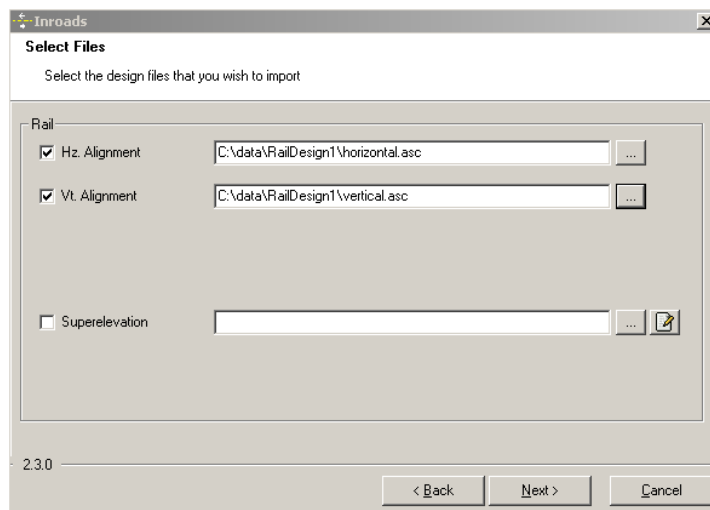 Inroads
Select Files
Select the design files that you wish to import
Rail
Hz. Alignment C:\data\RailDesign1\horizontal.asc ...
Vt. Alignment C:\data\RailDesign1\vertical.asc ...
Superelevation ...
2.3.0
< Back Next > Cancel